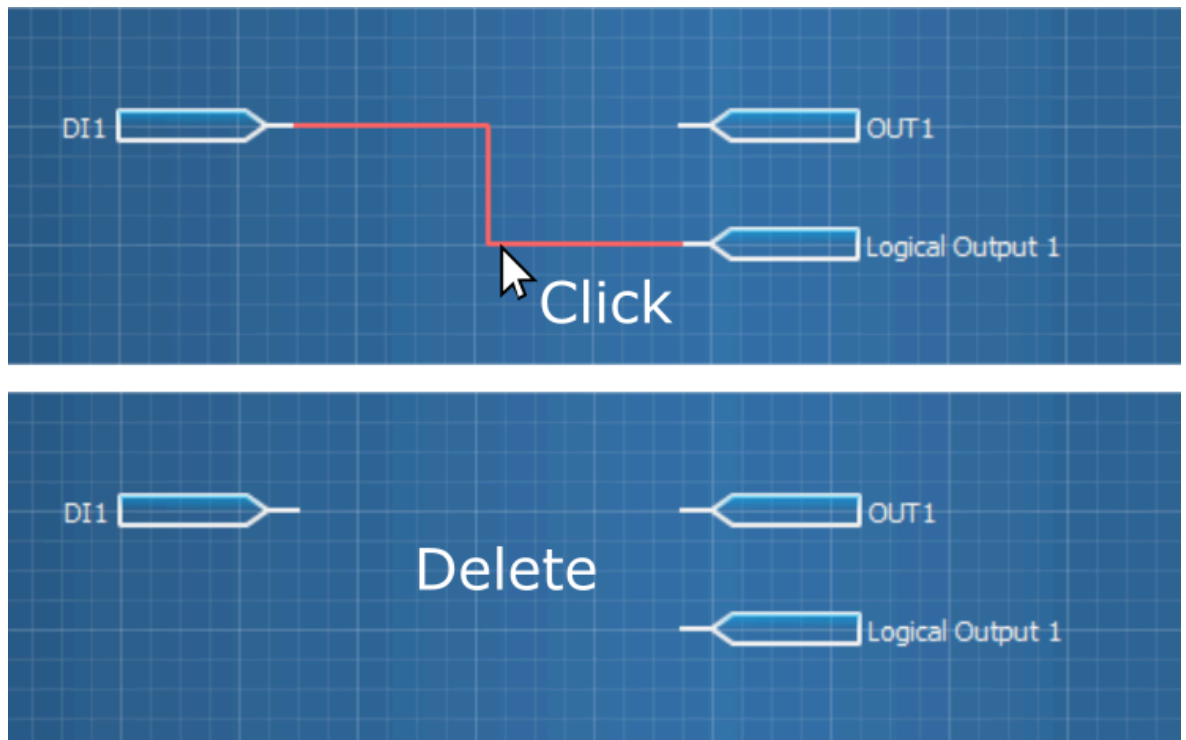 DI1
OUT1
Logical Output 1
Click
DI1
OUT1
Delete
Logical Output 1